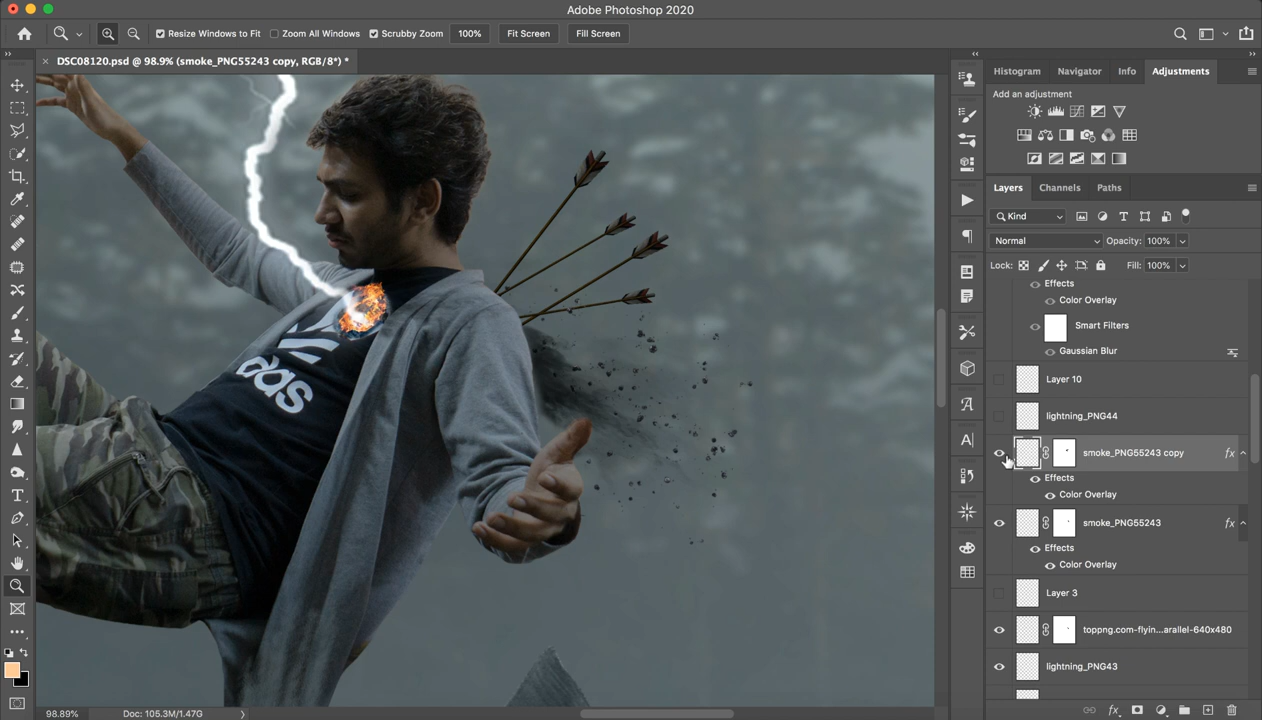 Adobe Photoshop 2020
Resize Windows to Fit Zoom All Windows Scrubby Zoom 100% Fit Screen Fill Screen
DSC08120.psd @ 98.9% (smoke_PNG55243 copy, RGB/8*) *
Histogram Navigator Info Adjustments
Add an adjustment
Layers Channels Paths
Kind
Normal Opacity: 100%
Lock: Fill: 100%
Effects
Color Overlay
Smart Filters
Gaussian Blur
Layer 10
lightning_PNG44
smoke_PNG55243 copy fx
Effects
Color Overlay
smoke_PNG55243 fx
Effects
Color Overlay
Layer 3
toppng.com-flyin...arallel-640x480
lightning_PNG43
adidas
98.89% Doc: 105.3M/1.47G
fx